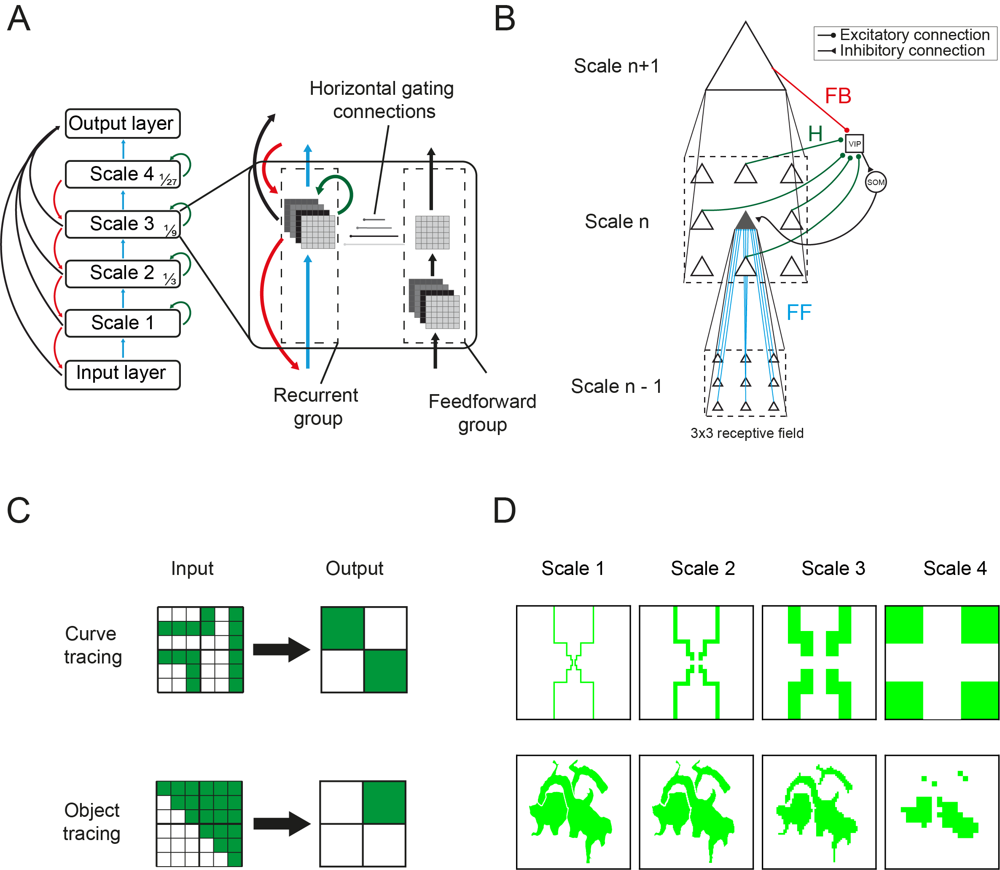 A
Horizontal gating
connections
Output layer
Scale 4 1/27
Scale 3 1/9
Scale 2 1/3
Scale 1
Input layer
Recurrent
group
Feedforward
group
B
Excitatory connection
Inhibitory connection
Scale n+1
FB
H
VIP
SOM
Scale n
FF
Scale n - 1
3x3 receptive field
C
Input
Output
Curve
tracing
Object
tracing
D
Scale 1
Scale 2
Scale 3
Scale 4